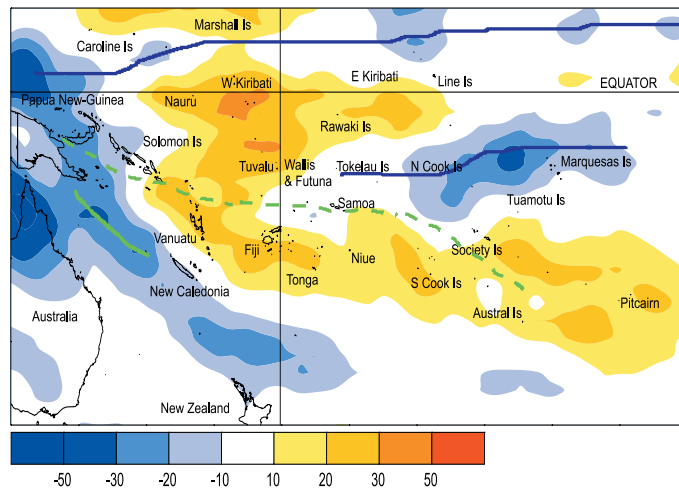 Marshall Is
Caroline Is
W Kiribati
E Kiribati
Line Is
EQUATOR
Papua New-Guinea
Nauru
Rawaki Is
Solomon Is
Tuvalu
Wallis
& Futuna
Tokelau Is
N Cook Is
Marquesas Is
Samoa
Tuamotu Is
Vanuatu
Fiji
Tonga
Niue
Society Is
S Cook Is
New Caledonia
Pitcairn
Australia
Austral Is
New Zealand
-50 -30 -20 -10 10 20 30 50